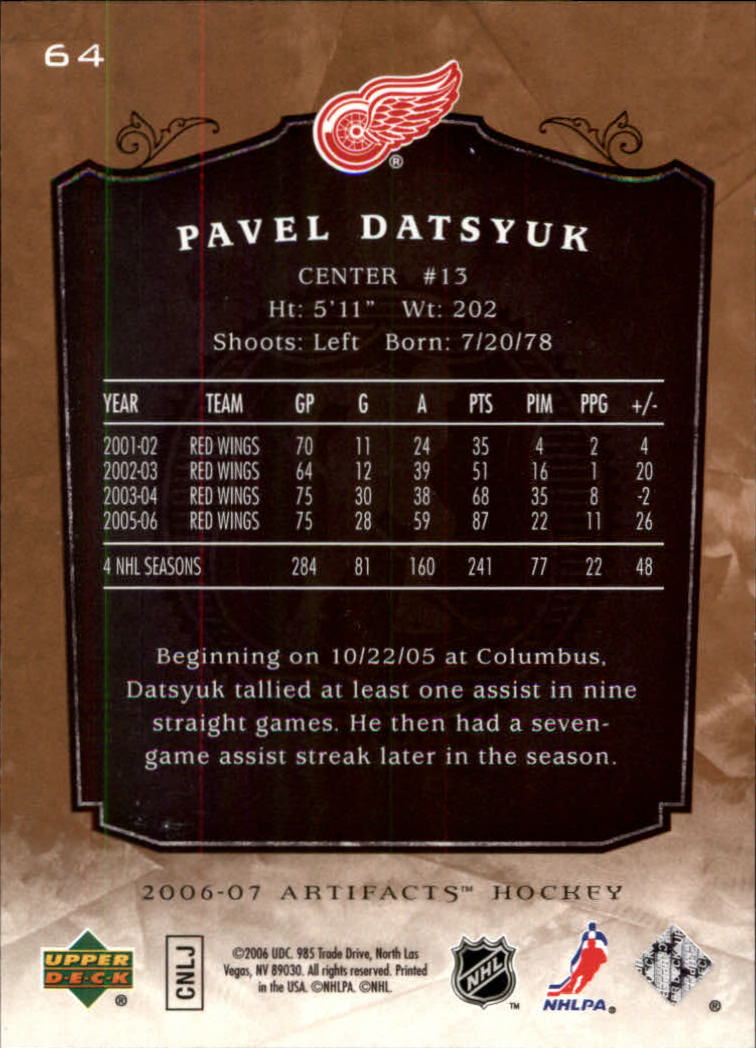 64
®
PAVEL DATSYUK
CENTER #13
Ht: 5'11" Wt: 202
Shoots: Left Born: 7/20/78
YEAR TEAM GP G A PTS PIM PPG +/-
2001-02 RED WINGS 70 11 24 35 4 2 4
2002-03 RED WINGS 64 12 39 51 16 1 20
2003-04 RED WINGS 75 30 38 68 35 8 -2
2005-06 RED WINGS 75 28 59 87 22 11 26
4 NHL SEASONS 284 81 160 241 77 22 48
Beginning on 10/22/05 at Columbus,
Datsyuk tallied at least one assist in nine
straight games. He then had a seven-
game assist streak later in the season.
2006-07 ARTIFACTS™ HOCKEY
UPPER
D·E·C·K
®
CNLJ
©2006 UDC. 985 Trade Drive, North Las
Vegas, NV 89030. All rights reserved. Printed
in the USA. ©NHLPA. ©NHL.
NHL
™
NHLPA®
®